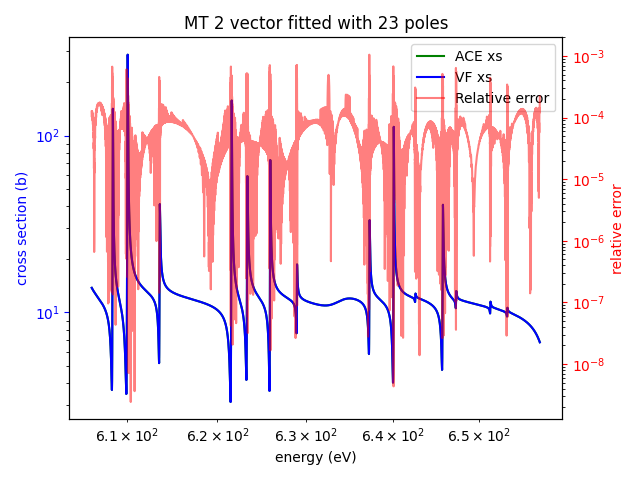 MT 2 vector fitted with 23 poles
ACE xs
VF xs
Relative error
10²
10¹
cross section (b)
10⁻³
10⁻⁴
10⁻⁵
10⁻⁶
10⁻⁷
10⁻⁸
relative error
6.1 × 10² 6.2 × 10² 6.3 × 10² 6.4 × 10² 6.5 × 10²
energy (eV)